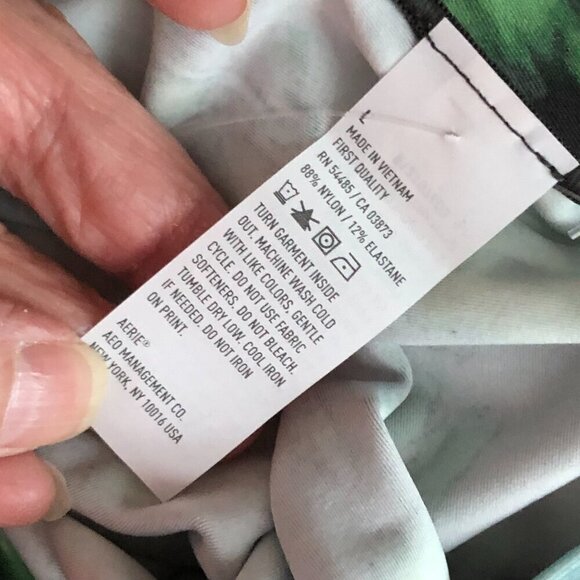 L
MADE IN VIETNAM
FIRST QUALITY
RN 54485 / CA 03873
88% NYLON / 12% ELASTANE
TURN GARMENT INSIDE
OUT. MACHINE WASH COLD
WITH LIKE COLORS, GENTLE
CYCLE. DO NOT USE FABRIC
SOFTENERS. DO NOT BLEACH.
TUMBLE DRY LOW. COOL IRON
IF NEEDED. DO NOT IRON
ON PRINT.
AERIE®
AEO MANAGEMENT CO.
NEW YORK, NY 10016 USA